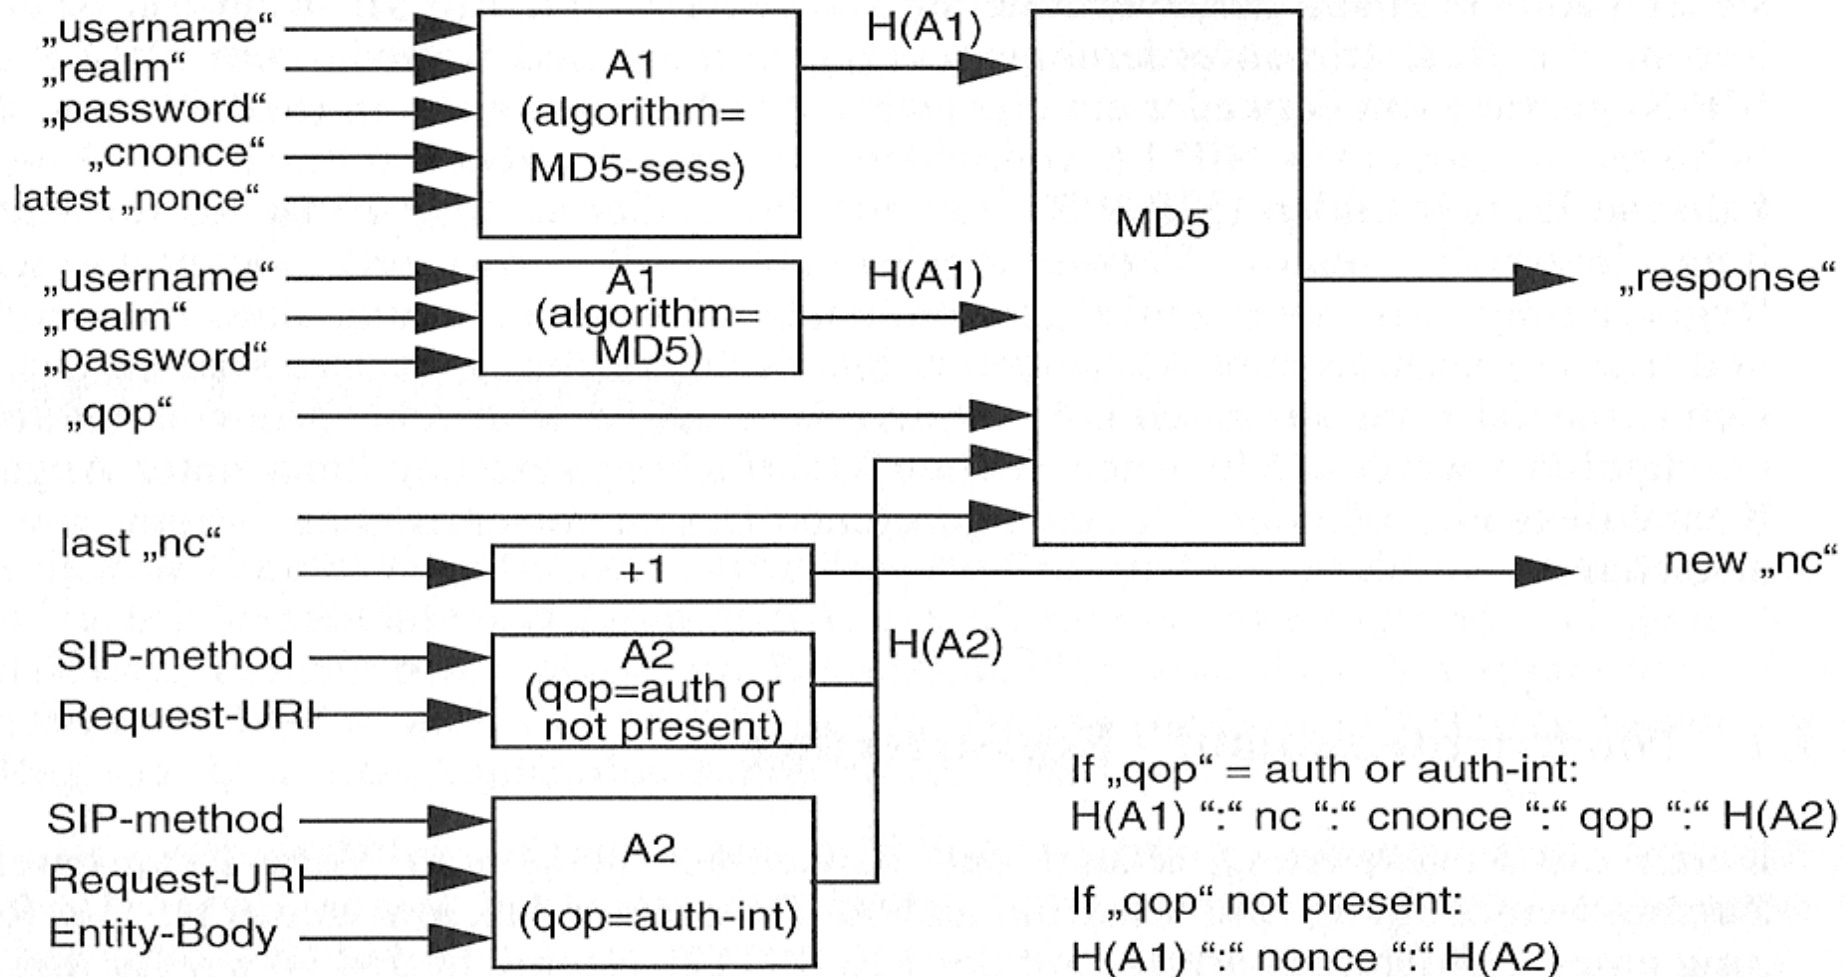 „username“
„realm“
„password“
„cnonce“
latest „nonce“
A1
(algorithm=
MD5-sess)
H(A1)
„username“
„realm“
„password“
A1
(algorithm=
MD5)
H(A1)
MD5
„response“
„qop“
last „nc“
+1
new „nc“
SIP-method
Request-URI
A2
(qop=auth or
not present)
H(A2)
SIP-method
Request-URI
Entity-Body
A2
(qop=auth-int)
If „qop“ = auth or auth-int:
H(A1) “:“ nc “:“ cnonce “:“ qop “:“ H(A2)
If „qop“ not present:
H(A1) “:“ nonce “:“ H(A2)